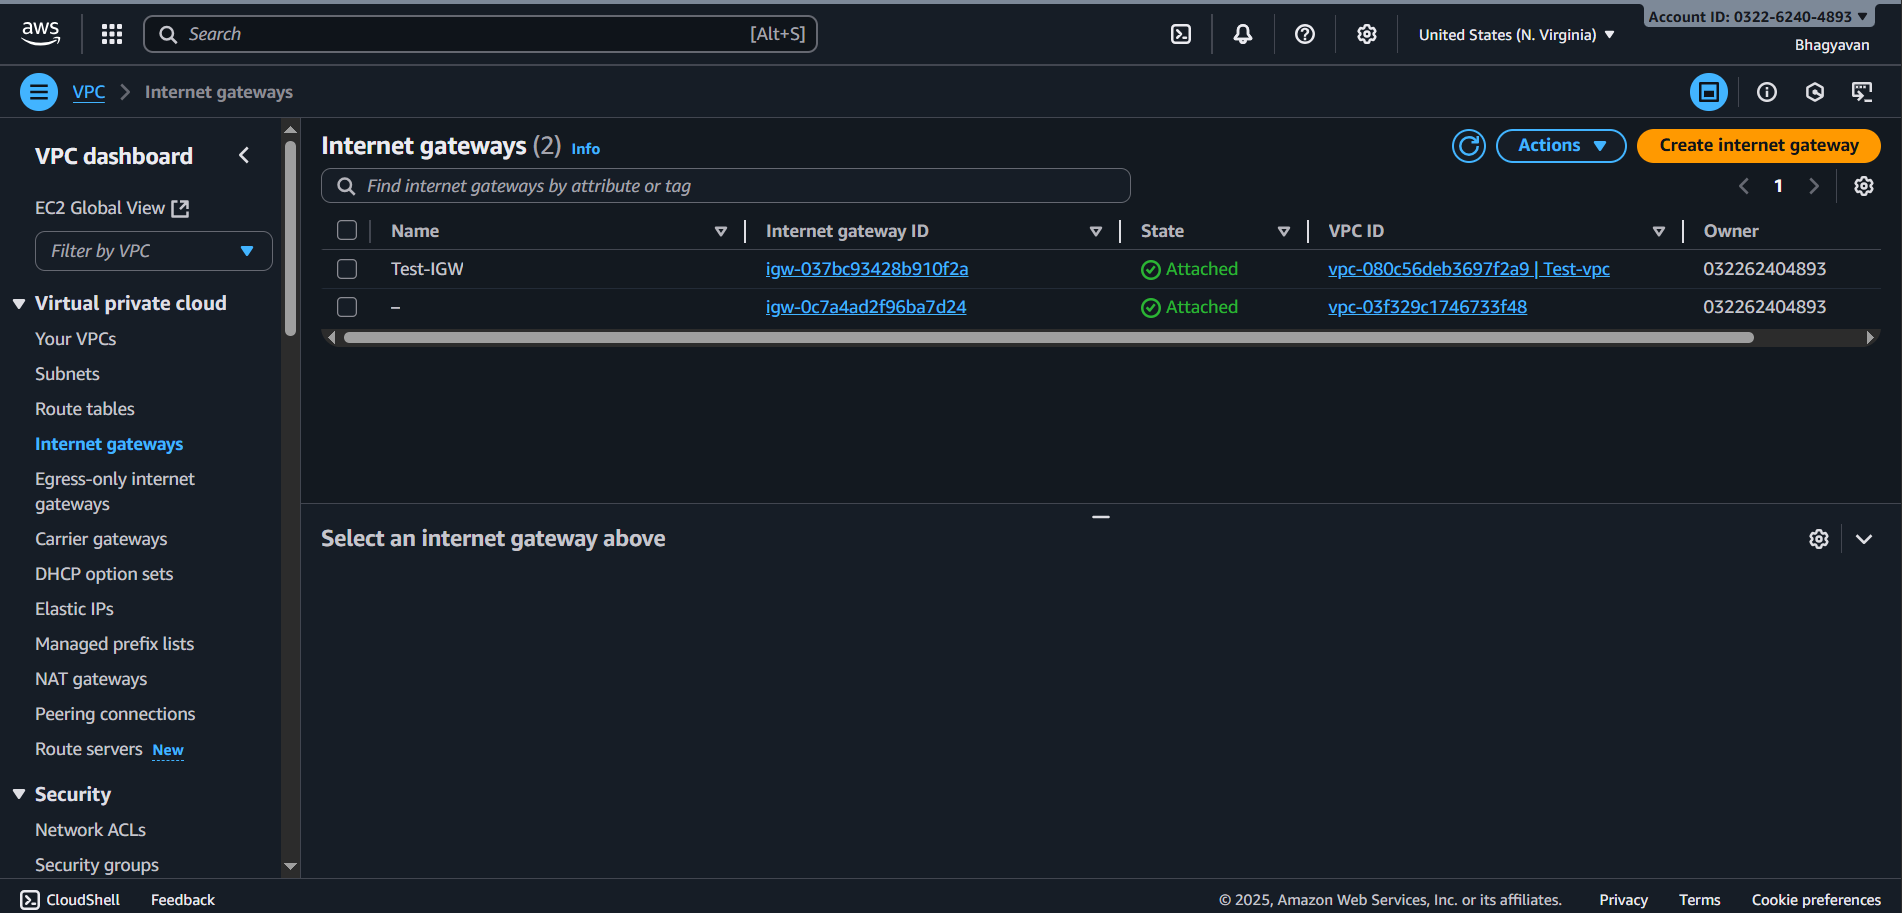 aws
Search [Alt+S]
United States (N. Virginia)
Account ID: 0322-6240-4893
Bhagyavan
VPC Internet gateways
VPC dashboard
EC2 Global View
Filter by VPC
Virtual private cloud
Your VPCs
Subnets
Route tables
Internet gateways
Egress-only internet
gateways
Carrier gateways
DHCP option sets
Elastic IPs
Managed prefix lists
NAT gateways
Peering connections
Route servers New
Security
Network ACLs
Security groups
Internet gateways (2) Info
Actions
Create internet gateway
Find internet gateways by attribute or tag
1
Name Internet gateway ID State VPC ID Owner
Test-IGW igw-037bc93428b910f2a Attached vpc-080c56deb3697f2a9 | Test-vpc 032262404893
– igw-0c7a4ad2f96ba7d24 Attached vpc-03f329c1746733f48 032262404893
Select an internet gateway above
CloudShell Feedback © 2025, Amazon Web Services, Inc. or its affiliates. Privacy Terms Cookie preferences